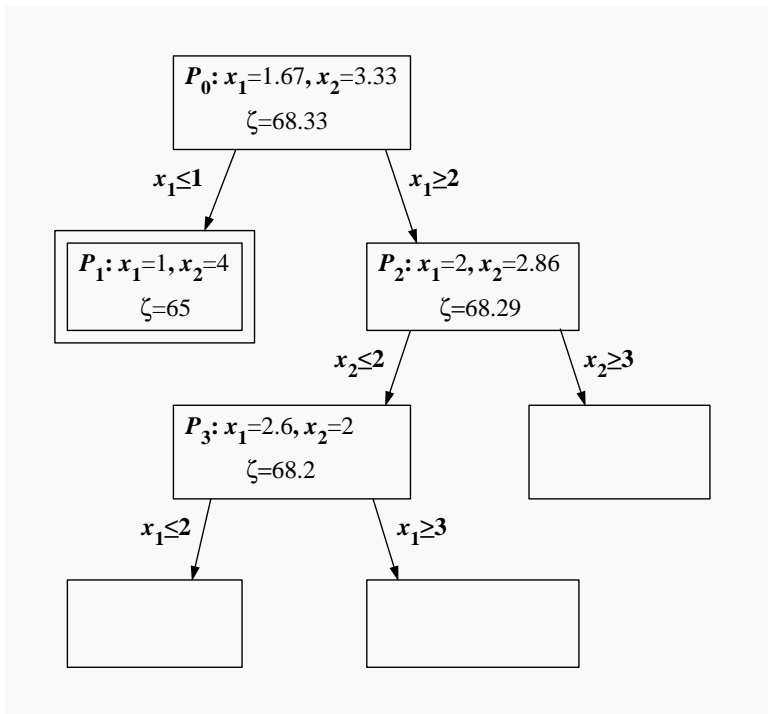 P₀: x₁=1.67, x₂=3.33
ζ=68.33
x₁≤1
x₁≥2
P₁: x₁=1, x₂=4
ζ=65
P₂: x₁=2, x₂=2.86
ζ=68.29
x₂≤2
x₂≥3
P₃: x₁=2.6, x₂=2
ζ=68.2
x₁≤2
x₁≥3